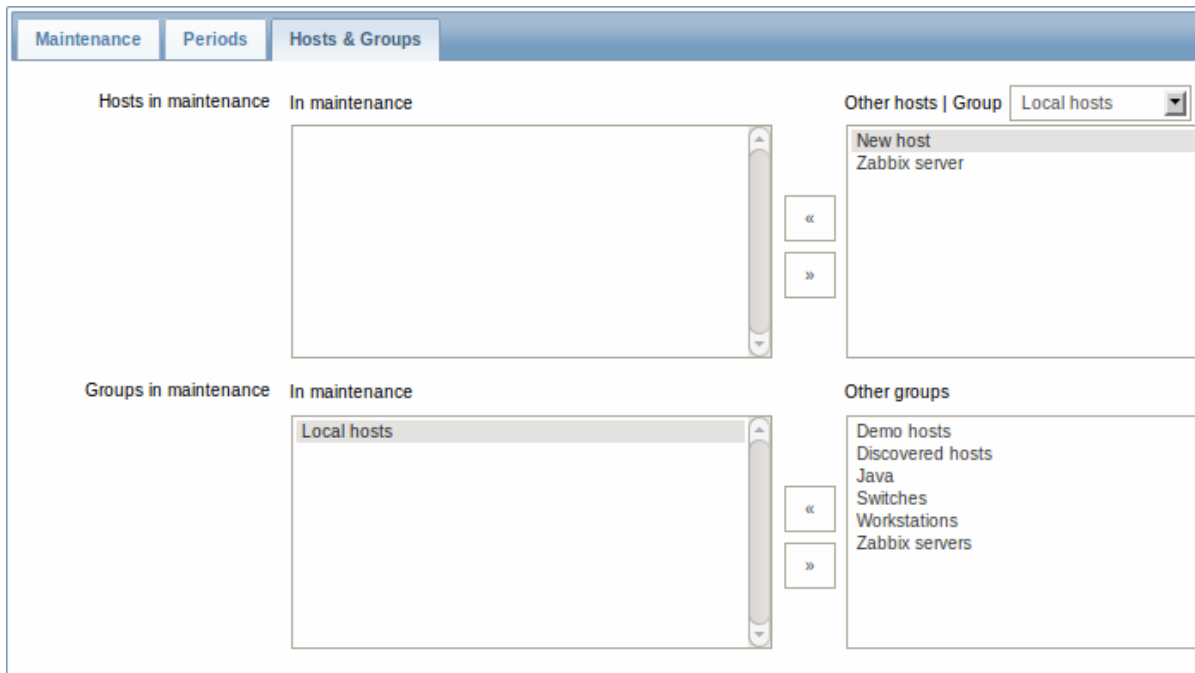 Maintenance Periods Hosts & Groups
Hosts in maintenance In maintenance Other hosts | Group Local hosts
New host
Zabbix server
«
»
Groups in maintenance In maintenance Other groups
Local hosts
Demo hosts
Discovered hosts
Java
Switches
Workstations
Zabbix servers
«
»